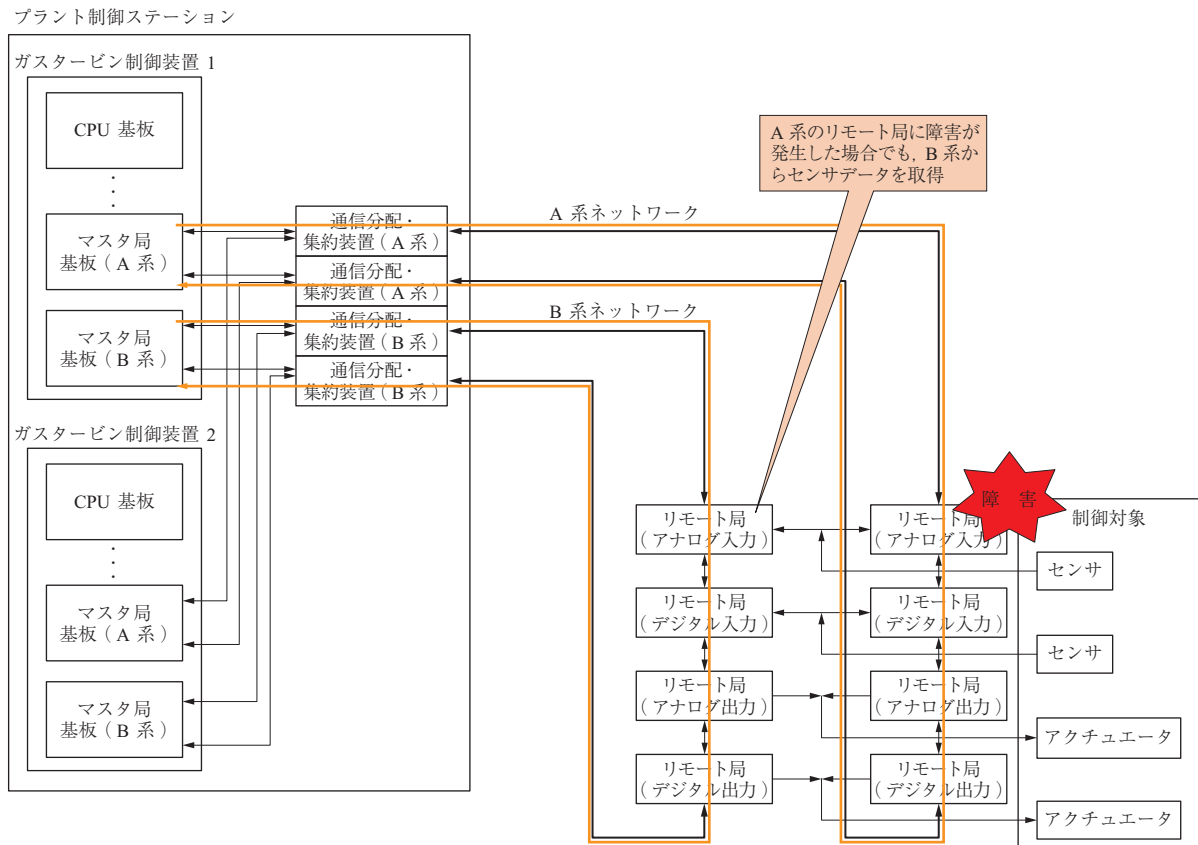 プラント制御ステーション
ガスタービン制御装置 1
CPU 基板
マスタ局
基板（A 系）
マスタ局
基板（B 系）
通信分配・
集約装置（A 系）
通信分配・
集約装置（A 系）
通信分配・
集約装置（B 系）
通信分配・
集約装置（B 系）
A 系ネットワーク
B 系ネットワーク
A 系のリモート局に障害が
発生した場合でも，B 系か
らセンサデータを取得
ガスタービン制御装置 2
CPU 基板
マスタ局
基板（A 系）
マスタ局
基板（B 系）
リモート局
（アナログ入力）
リモート局
（デジタル入力）
リモート局
（アナログ出力）
リモート局
（デジタル出力）
リモート局
（アナログ入力）
リモート局
（デジタル入力）
リモート局
（アナログ出力）
リモート局
（デジタル出力）
障 害
制御対象
センサ
センサ
アクチュエータ
アクチュエータ